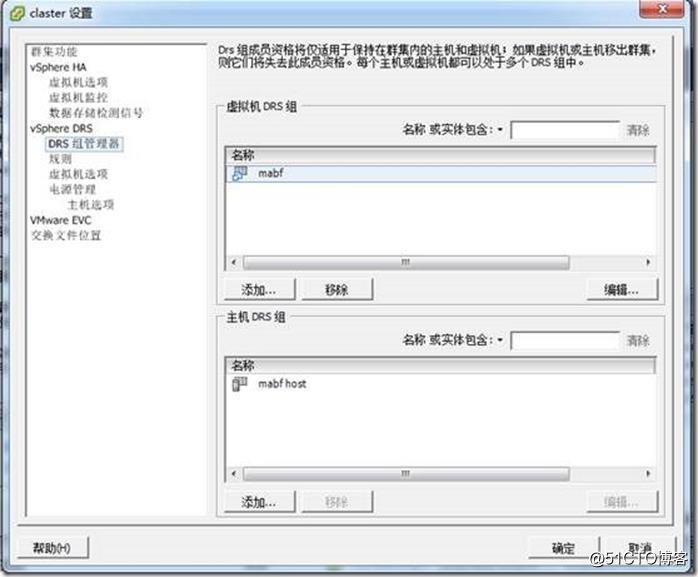 claster 设置
群集功能
vSphere HA
虚拟机选项
虚拟机监控
数据存储检测信号
vSphere DRS
DRS 组管理器
规则
虚拟机选项
电源管理
主机选项
VMware EVC
交换文件位置
Drs 组成员资格将仅适用于保持在群集内的主机和虚拟机；如果虚拟机或主机移出群集，
则它们将失去此成员资格。每个主机或虚拟机都可以处于多个 DRS 组中。
虚拟机 DRS 组
名称 或实体包含: 清除
名称
mabf
添加... 移除 编辑...
主机 DRS 组
名称 或实体包含: 清除
名称
mabf host
添加... 移除 编辑...
帮助(H) 确定 取消
@51CTO博客